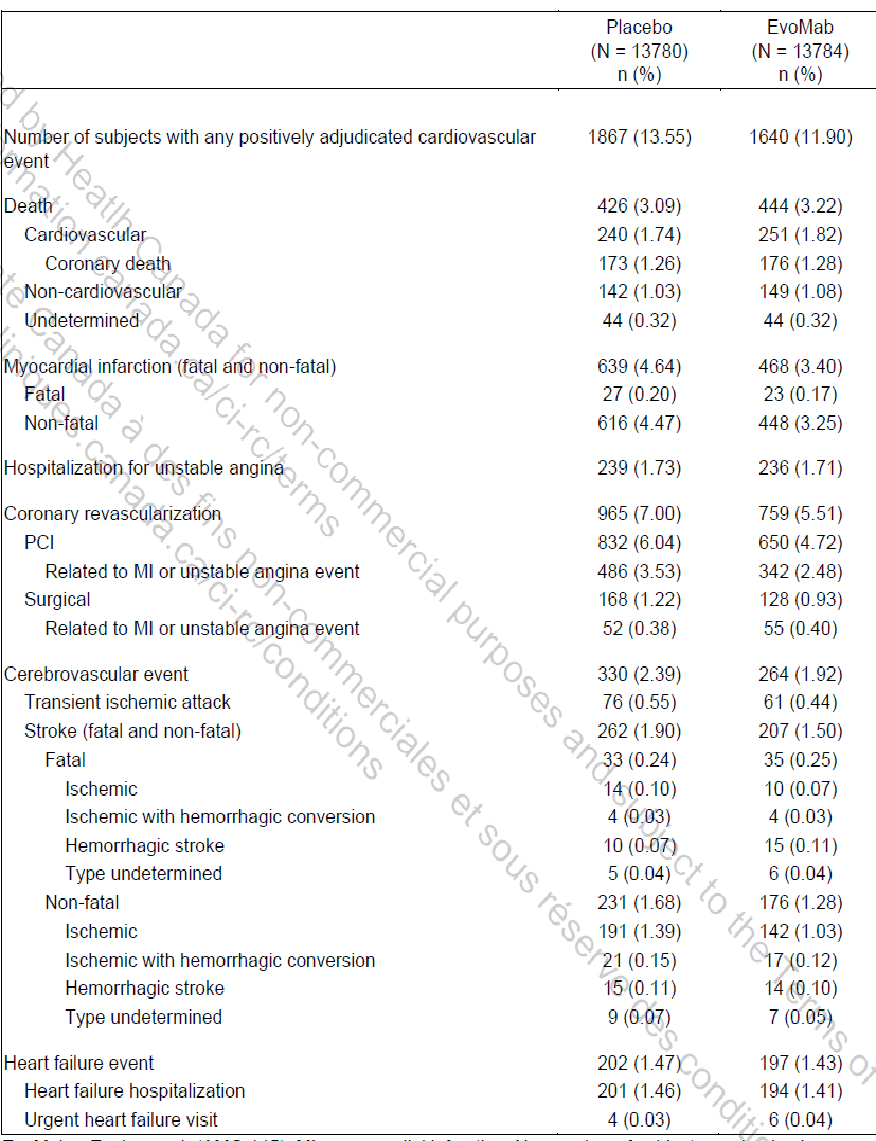 Placebo EvoMab
(N = 13780) (N = 13784)
n (%) n (%)
Number of subjects with any positively adjudicated cardiovascular 1867 (13.55) 1640 (11.90)
event
Death 426 (3.09) 444 (3.22)
Cardiovascular 240 (1.74) 251 (1.82)
Coronary death 173 (1.26) 176 (1.28)
Non-cardiovascular 142 (1.03) 149 (1.08)
Undetermined 44 (0.32) 44 (0.32)
Myocardial infarction (fatal and non-fatal) 639 (4.64) 468 (3.40)
Fatal 27 (0.20) 23 (0.17)
Non-fatal 616 (4.47) 448 (3.25)
Hospitalization for unstable angina 239 (1.73) 236 (1.71)
Coronary revascularization 965 (7.00) 759 (5.51)
PCI 832 (6.04) 650 (4.72)
Related to MI or unstable angina event 486 (3.53) 342 (2.48)
Surgical 168 (1.22) 128 (0.93)
Related to MI or unstable angina event 52 (0.38) 55 (0.40)
Cerebrovascular event 330 (2.39) 264 (1.92)
Transient ischemic attack 76 (0.55) 61 (0.44)
Stroke (fatal and non-fatal) 262 (1.90) 207 (1.50)
Fatal 33 (0.24) 35 (0.25)
Ischemic 14 (0.10) 10 (0.07)
Ischemic with hemorrhagic conversion 4 (0.03) 4 (0.03)
Hemorrhagic stroke 10 (0.07) 15 (0.11)
Type undetermined 5 (0.04) 6 (0.04)
Non-fatal 231 (1.68) 176 (1.28)
Ischemic 191 (1.39) 142 (1.03)
Ischemic with hemorrhagic conversion 21 (0.15) 17 (0.12)
Hemorrhagic stroke 15 (0.11) 14 (0.10)
Type undetermined 9 (0.07) 7 (0.05)
Heart failure event 202 (1.47) 197 (1.43)
Heart failure hospitalization 201 (1.46) 194 (1.41)
Urgent heart failure visit 4 (0.03) 6 (0.04)
by Health Canada for non-commercial purposes and subject to the Terms of
canada.ca/ci-rc/terms
Canada à des fins non-commerciales et sous réserve des
canada.ca/ci-rc/conditions